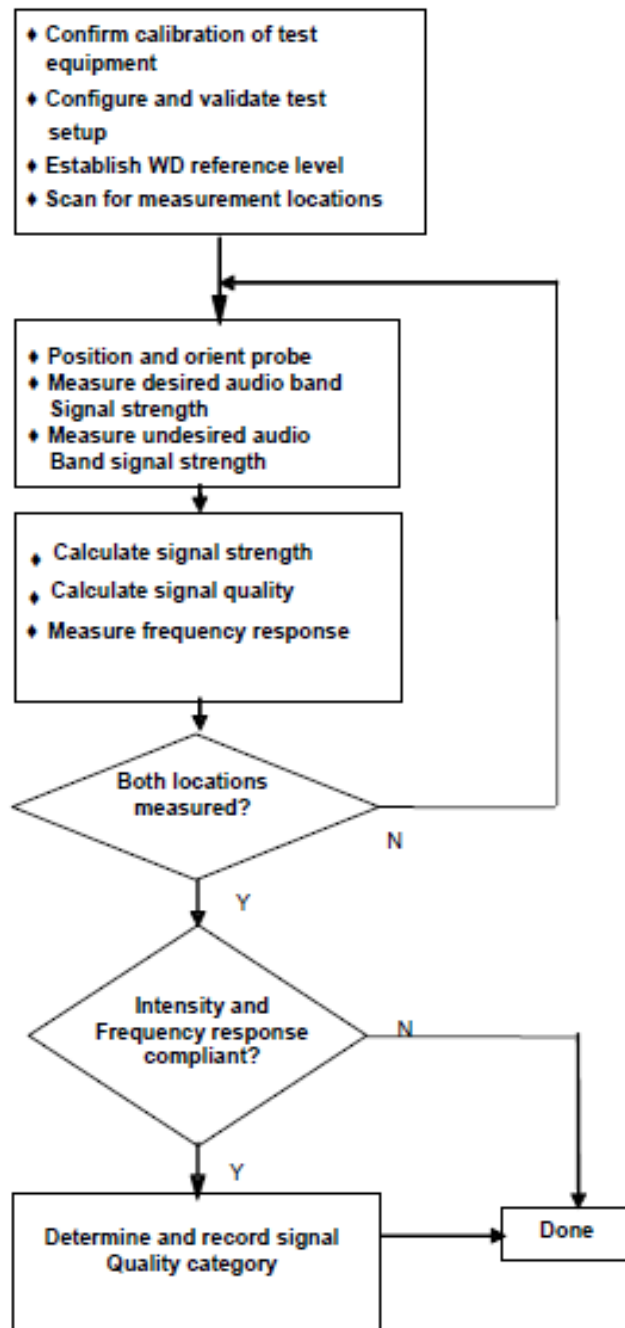 ♦ Confirm calibration of test
equipment
♦ Configure and validate test
setup
♦ Establish WD reference level
♦ Scan for measurement locations
♦ Position and orient probe
♦ Measure desired audio band
Signal strength
♦ Measure undesired audio
Band signal strength
♦ Calculate signal strength
♦ Calculate signal quality
♦ Measure frequency response
Both locations
measured?
N
Y
Intensity and
Frequency response
compliant?
N
Y
Determine and record signal
Quality category
Done